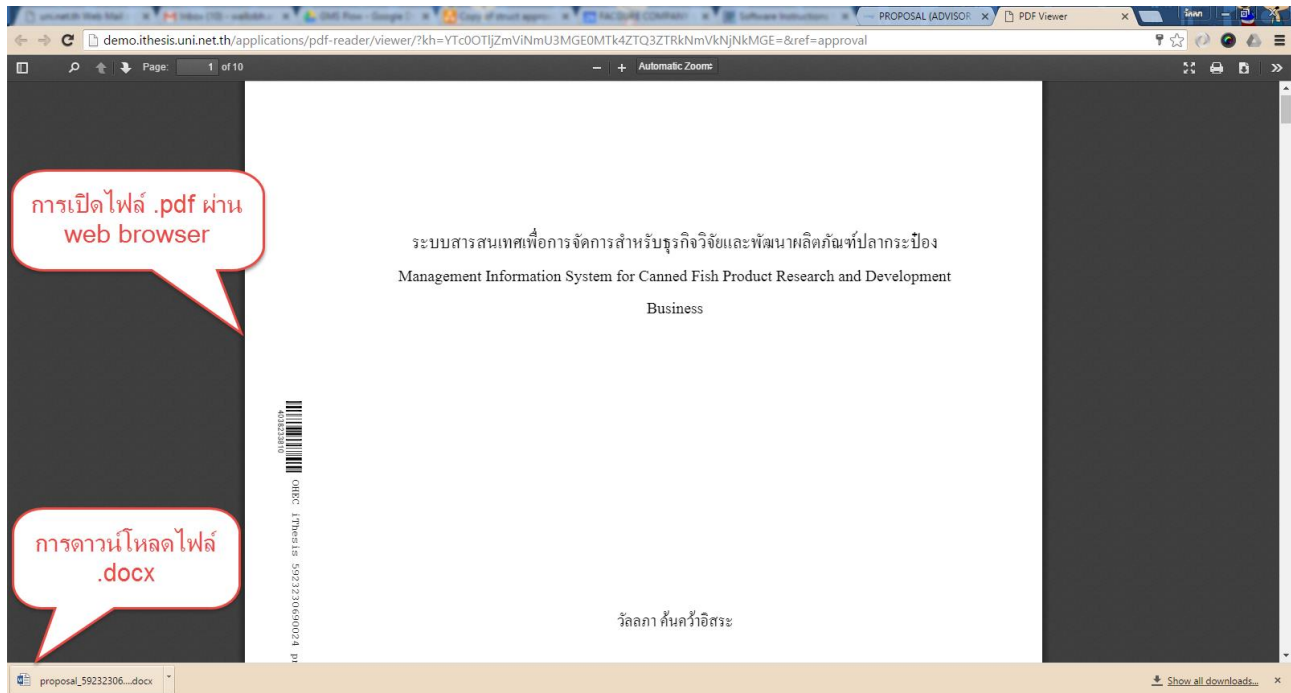 PROPOSAL (ADVISOR
PDF Viewer
demo.ithesis.uni.net.th/applications/pdf-reader/viewer/?kh=YTc0OTljZmViNmU3MGE0MTk4ZTQ3ZTRkNmVkNjNkMGE=&ref=approval
Page: 1 of 10
Automatic Zoom
การเปิดไฟล์ .pdf ผ่าน
web browser
ระบบสารสนเทศเพื่อการจัดการสำหรับธุรกิจวิจัยและพัฒนาผลิตภัณฑ์ปลากระป๋อง
Management Information System for Canned Fish Product Research and Development
Business
4038233810
OHEC iThesis 5923230690024
การดาวน์โหลดไฟล์
.docx
วัลลภา ค้นคว้าอิสระ
proposal_59232306....docx
Show all downloads...